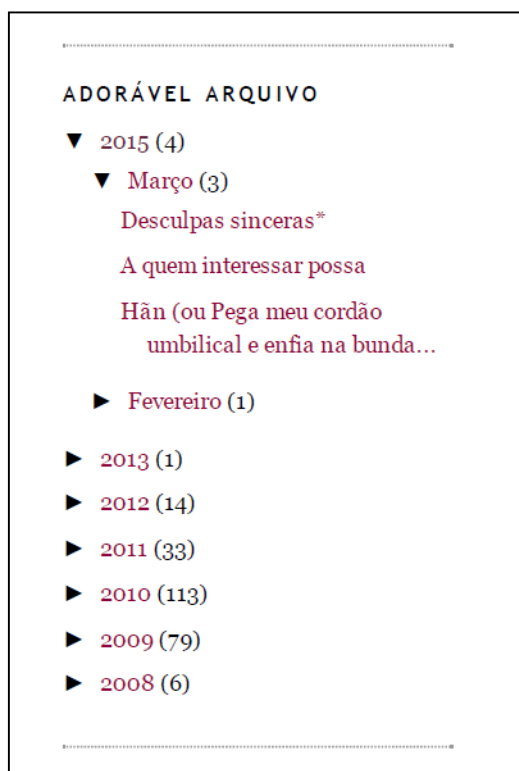 ADORÁVEL ARQUIVO
▼ 2015 (4)
▼ Março (3)
Desculpas sinceras*
A quem interessar possa
Hãn (ou Pega meu cordão
umbilical e enfia na bunda...
► Fevereiro (1)
► 2013 (1)
► 2012 (14)
► 2011 (33)
► 2010 (113)
► 2009 (79)
► 2008 (6)